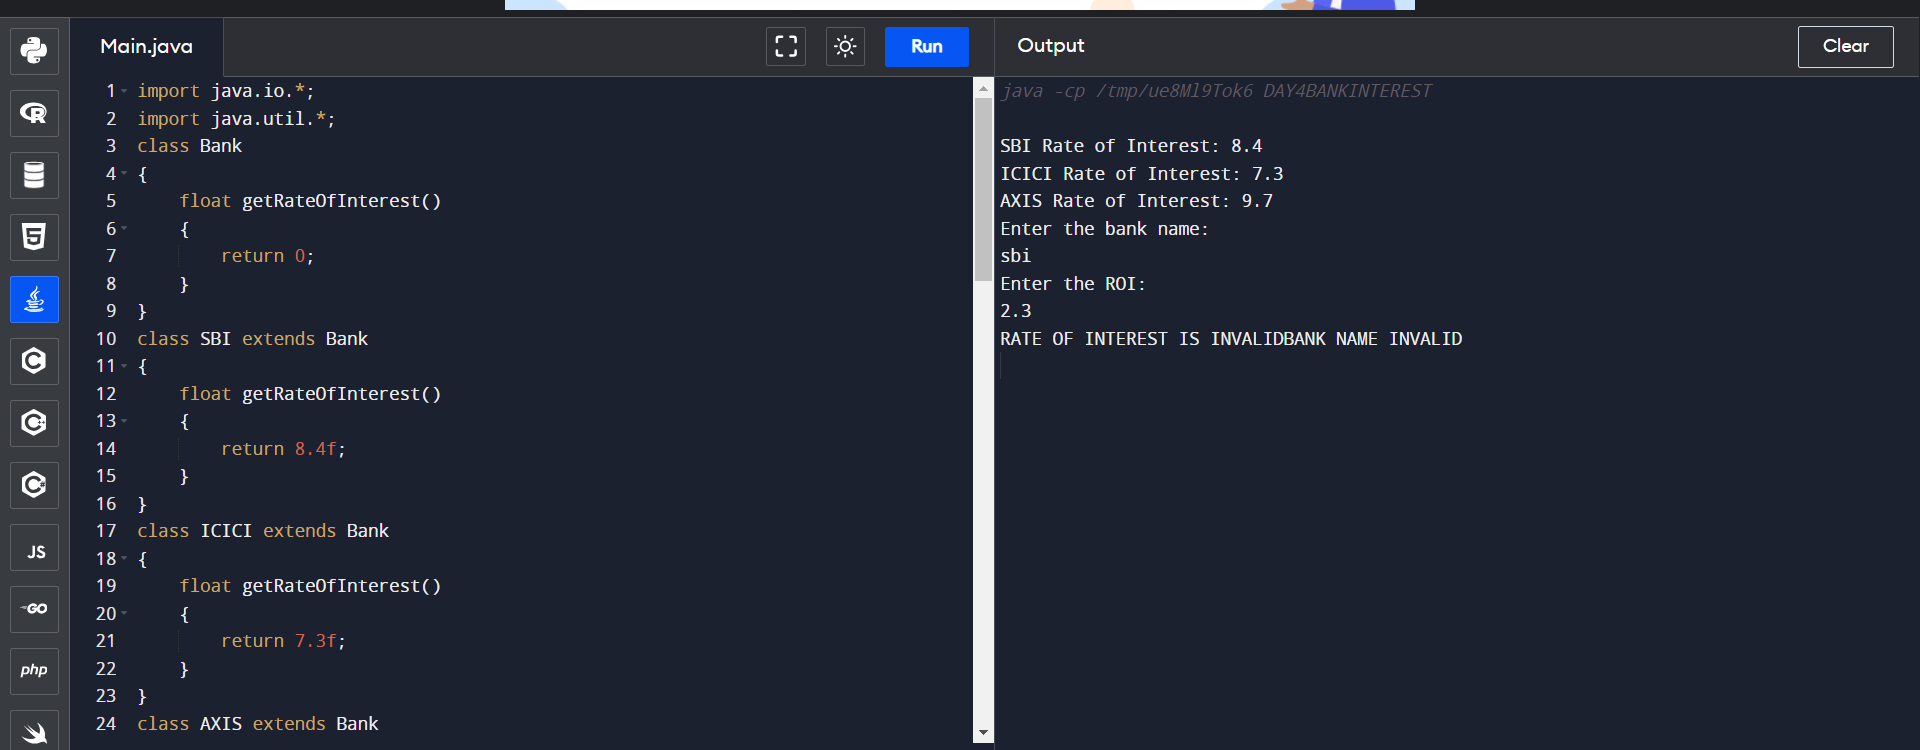 Main.java
Run
1 import java.io.*;
2 import java.util.*;
3 class Bank
4 {
5     float getRateOfInterest()
6     {
7         return 0;
8     }
9 }
10 class SBI extends Bank
11 {
12     float getRateOfInterest()
13     {
14         return 8.4f;
15     }
16 }
17 class ICICI extends Bank
18 {
19     float getRateOfInterest()
20     {
21         return 7.3f;
22     }
23 }
24 class AXIS extends Bank
Output
Clear
java -cp /tmp/ue8Ml9Tok6 DAY4BANKINTEREST
SBI Rate of Interest: 8.4
ICICI Rate of Interest: 7.3
AXIS Rate of Interest: 9.7
Enter the bank name:
sbi
Enter the ROI:
2.3
RATE OF INTEREST IS INVALIDBANK NAME INVALID
R
5
C
C
C
JS
GO
php